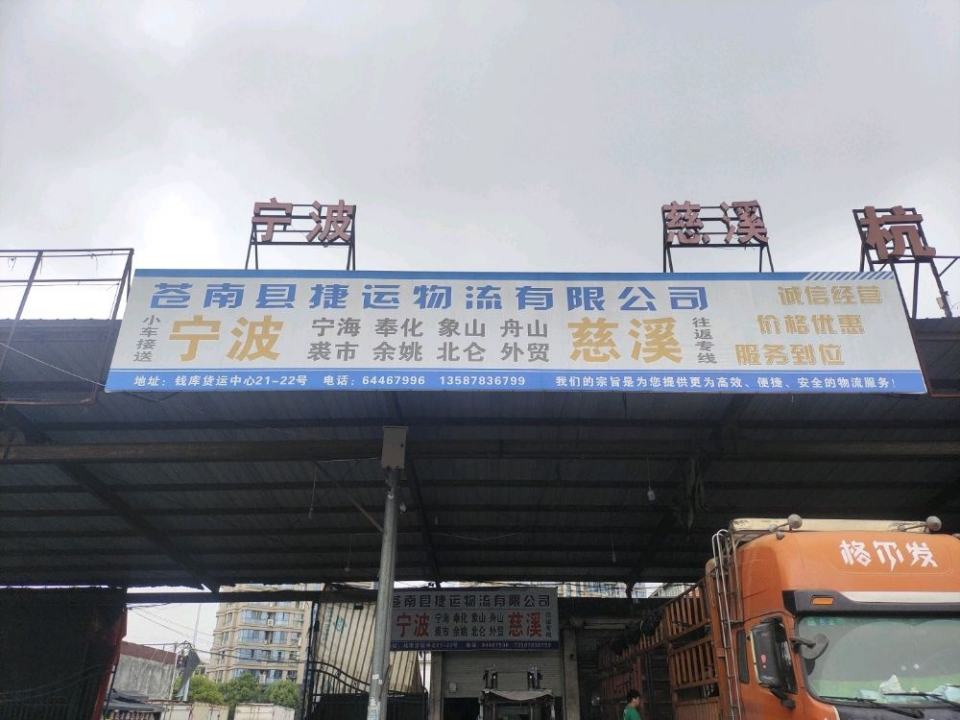 宁波
慈溪
杭
苍南县捷运物流有限公司
小车接送
宁波
宁海 奉化 象山 舟山
裘市 余姚 北仑 外贸
慈溪
往返专线
诚信经营
价格优惠
服务到位
地址：钱库货运中心21-22号 电话：64467996 13587836799 我们的宗旨是为您提供更为高效、便捷、安全的物流服务！
格尔发
苍南县捷运物流有限公司
宁波
宁海 奉化 象山 舟山
裘市 余姚 北仑 外贸
慈溪
往返专线